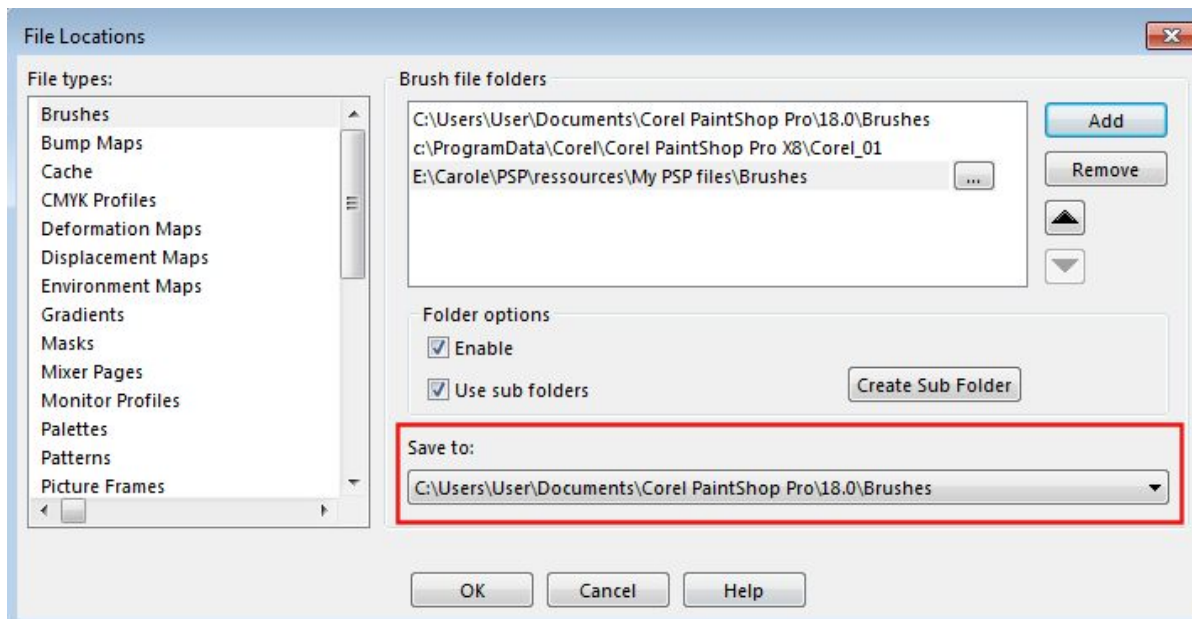 File Locations
File types:
Brushes
Bump Maps
Cache
CMYK Profiles
Deformation Maps
Displacement Maps
Environment Maps
Gradients
Masks
Mixer Pages
Monitor Profiles
Palettes
Patterns
Picture Frames
Brush file folders
C:\Users\User\Documents\Corel PaintShop Pro\18.0\Brushes
c:\ProgramData\Corel\Corel PaintShop Pro X8\Corel_01
E:\Carole\PSP\ressources\My PSP files\Brushes
...
Add
Remove
Folder options
Enable
Use sub folders
Create Sub Folder
Save to:
C:\Users\User\Documents\Corel PaintShop Pro\18.0\Brushes
OK
Cancel
Help